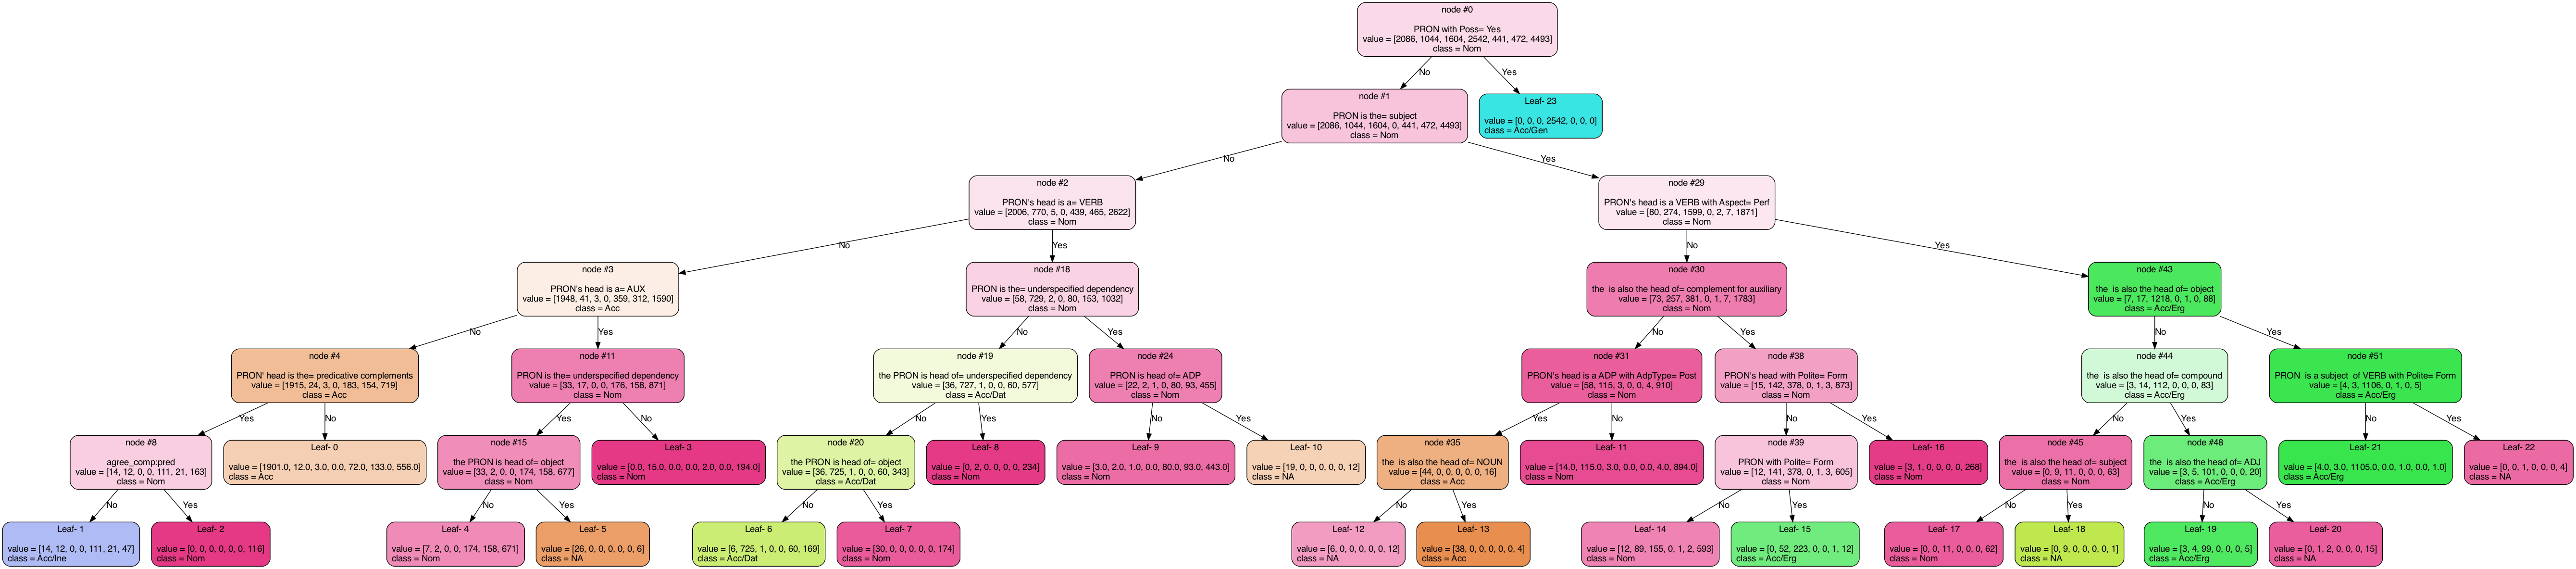 node #0
PRON with Poss= Yes
value = [2086, 1044, 1604, 2542, 441, 472, 4493]
class = Nom
No
Yes
node #1
PRON is the= subject
value = [2086, 1044, 1604, 0, 441, 472, 4493]
class = Nom
Leaf- 23
value = [0, 0, 0, 2542, 0, 0, 0]
class = Acc/Gen
No
Yes
node #2
PRON's head is a= VERB
value = [2006, 770, 5, 0, 439, 465, 2622]
class = Nom
node #29
PRON's head is a VERB with Aspect= Perf
value = [80, 274, 1599, 0, 2, 7, 1871]
class = Nom
No
Yes
No
Yes
node #3
PRON's head is a= AUX
value = [1948, 41, 3, 0, 359, 312, 1590]
class = Acc
node #18
PRON is the= underspecified dependency
value = [58, 729, 2, 0, 80, 153, 1032]
class = Nom
node #30
the  is also the head of= complement for auxiliary
value = [73, 257, 381, 0, 1, 7, 1783]
class = Nom
node #43
the  is also the head of= object
value = [7, 17, 1218, 0, 1, 0, 88]
class = Acc/Erg
No
Yes
No
Yes
No
Yes
No
Yes
node #4
PRON' head is the= predicative complements
value = [1915, 24, 3, 0, 183, 154, 719]
class = Acc
node #11
PRON is the= underspecified dependency
value = [33, 17, 0, 0, 176, 158, 871]
class = Nom
node #19
the PRON is head of= underspecified dependency
value = [36, 727, 1, 0, 0, 60, 577]
class = Acc/Dat
node #24
PRON is head of= ADP
value = [22, 2, 1, 0, 80, 93, 455]
class = Nom
node #31
PRON's head is a ADP with AdpType= Post
value = [58, 115, 3, 0, 0, 4, 910]
class = Nom
node #38
PRON's head with Polite= Form
value = [15, 142, 378, 0, 1, 3, 873]
class = Nom
node #44
the  is also the head of= compound
value = [3, 14, 112, 0, 0, 0, 83]
class = Acc/Erg
node #51
PRON  is a subject  of VERB with Polite= Form
value = [4, 3, 1106, 0, 1, 0, 5]
class = Acc/Erg
Yes
No
Yes
No
No
Yes
No
Yes
Yes
No
No
Yes
No
Yes
No
Yes
node #8
agree_comp:pred
value = [14, 12, 0, 0, 111, 21, 163]
class = Nom
Leaf- 0
value = [1901.0, 12.0, 3.0, 0.0, 72.0, 133.0, 556.0]
class = Acc
node #15
the PRON is head of= object
value = [33, 2, 0, 0, 174, 158, 677]
class = Nom
Leaf- 3
value = [0.0, 15.0, 0.0, 0.0, 2.0, 0.0, 194.0]
class = Nom
node #20
the PRON is head of= object
value = [36, 725, 1, 0, 0, 60, 343]
class = Acc/Dat
Leaf- 8
value = [0, 2, 0, 0, 0, 0, 234]
class = Nom
Leaf- 9
value = [3.0, 2.0, 1.0, 0.0, 80.0, 93.0, 443.0]
class = Nom
Leaf- 10
value = [19, 0, 0, 0, 0, 0, 12]
class = NA
node #35
the  is also the head of= NOUN
value = [44, 0, 0, 0, 0, 0, 16]
class = Acc
Leaf- 11
value = [14.0, 115.0, 3.0, 0.0, 0.0, 4.0, 894.0]
class = Nom
node #39
PRON with Polite= Form
value = [12, 141, 378, 0, 1, 3, 605]
class = Nom
Leaf- 16
value = [3, 1, 0, 0, 0, 0, 268]
class = Nom
node #45
the  is also the head of= subject
value = [0, 9, 11, 0, 0, 0, 63]
class = Nom
node #48
the  is also the head of= ADJ
value = [3, 5, 101, 0, 0, 0, 20]
class = Acc/Erg
Leaf- 21
value = [4.0, 3.0, 1105.0, 0.0, 1.0, 0.0, 1.0]
class = Acc/Erg
Leaf- 22
value = [0, 0, 1, 0, 0, 0, 4]
class = NA
No
Yes
No
Yes
No
Yes
No
Yes
No
Yes
No
Yes
No
Yes
Leaf- 1
value = [14, 12, 0, 0, 111, 21, 47]
class = Acc/Ine
Leaf- 2
value = [0, 0, 0, 0, 0, 0, 116]
class = Nom
Leaf- 4
value = [7, 2, 0, 0, 174, 158, 671]
class = Nom
Leaf- 5
value = [26, 0, 0, 0, 0, 0, 6]
class = NA
Leaf- 6
value = [6, 725, 1, 0, 0, 60, 169]
class = Acc/Dat
Leaf- 7
value = [30, 0, 0, 0, 0, 0, 174]
class = Nom
Leaf- 12
value = [6, 0, 0, 0, 0, 0, 12]
class = NA
Leaf- 13
value = [38, 0, 0, 0, 0, 0, 4]
class = Acc
Leaf- 14
value = [12, 89, 155, 0, 1, 2, 593]
class = Nom
Leaf- 15
value = [0, 52, 223, 0, 0, 1, 12]
class = Acc/Erg
Leaf- 17
value = [0, 0, 11, 0, 0, 0, 62]
class = Nom
Leaf- 18
value = [0, 9, 0, 0, 0, 0, 1]
class = NA
Leaf- 19
value = [3, 4, 99, 0, 0, 0, 5]
class = Acc/Erg
Leaf- 20
value = [0, 1, 2, 0, 0, 0, 15]
class = NA